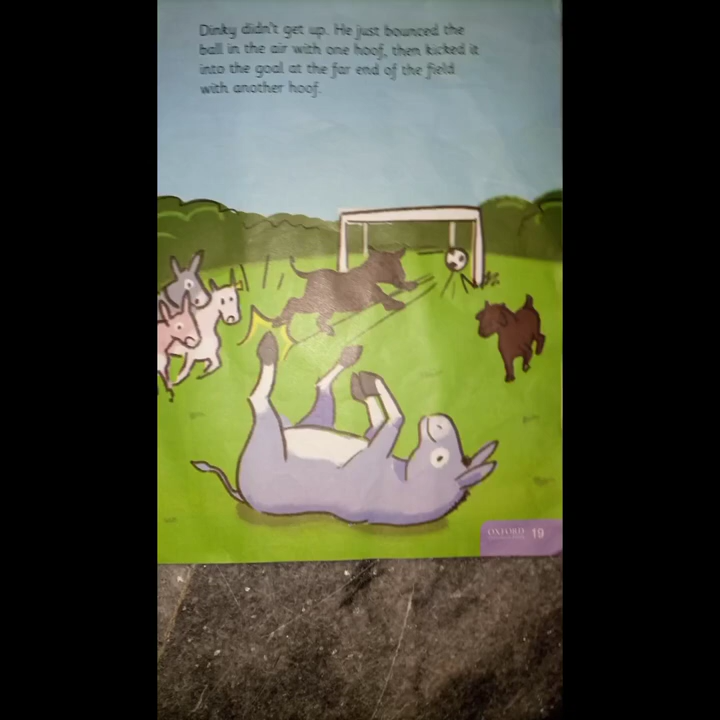 Dinky didn't get up. He just bounced the
ball in the air with one hoof, then kicked it
into the goal at the far end of the field
with another hoof.
OXFORD
19